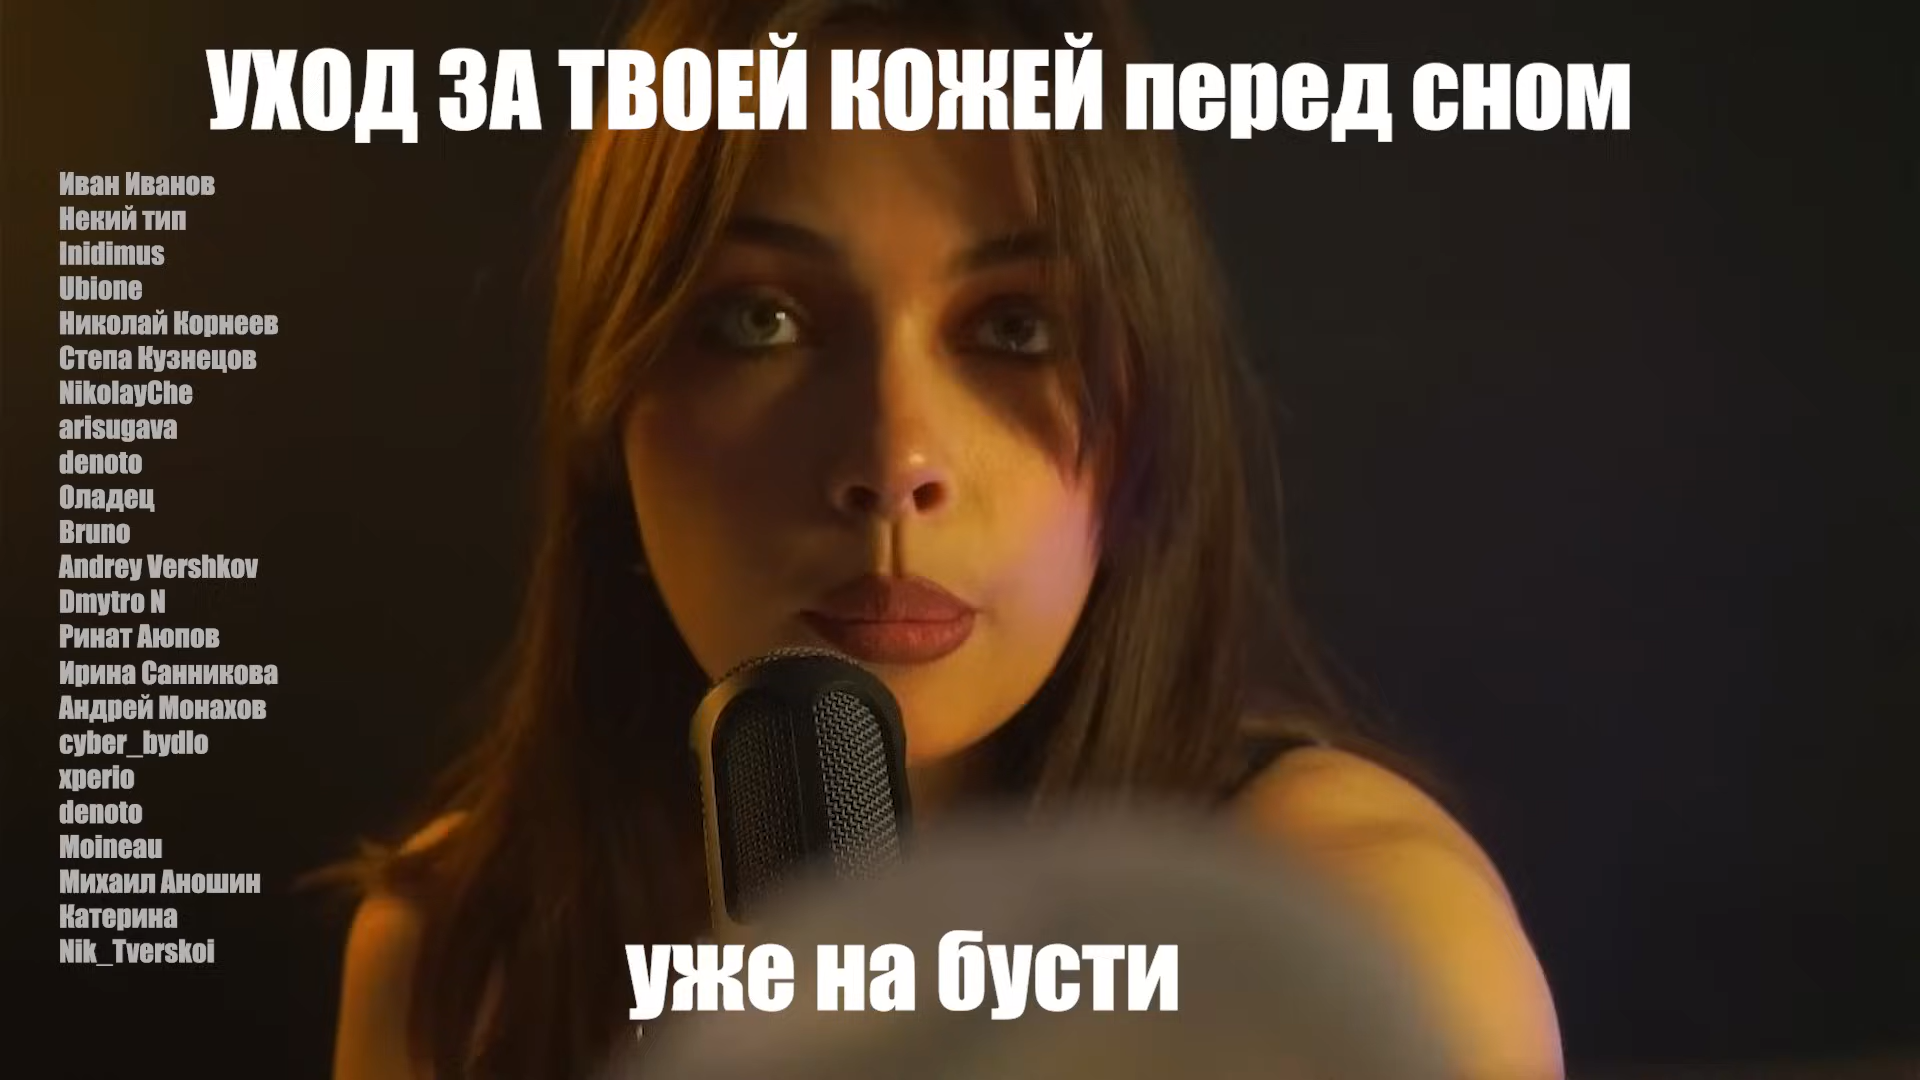 УХОД ЗА ТВОЕЙ КОЖЕЙ перед сном
Иван Иванов
Некий тип
Inidimus
Ubione
Николай Корнеев
Степа Кузнецов
NikolayChe
arisugava
denoto
Оладец
Bruno
Andrey Vershkov
Dmytro N
Ринат Аюпов
Ирина Санникова
Андрей Монахов
cyber_bydlo
xperio
denoto
Moineau
Михаил Аношин
Катерина
Nik_Tverskoi
уже на бусти